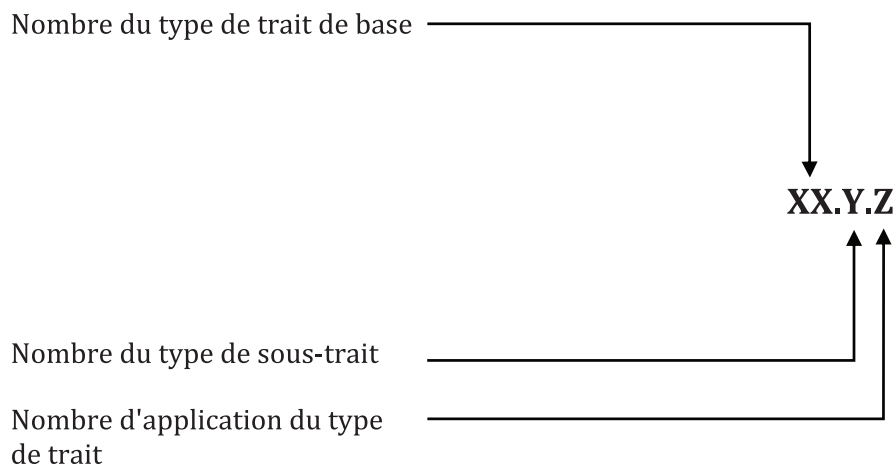 Nombre du type de trait de base
XX.Y.Z
Nombre du type de sous-trait
Nombre d'application du type
de trait